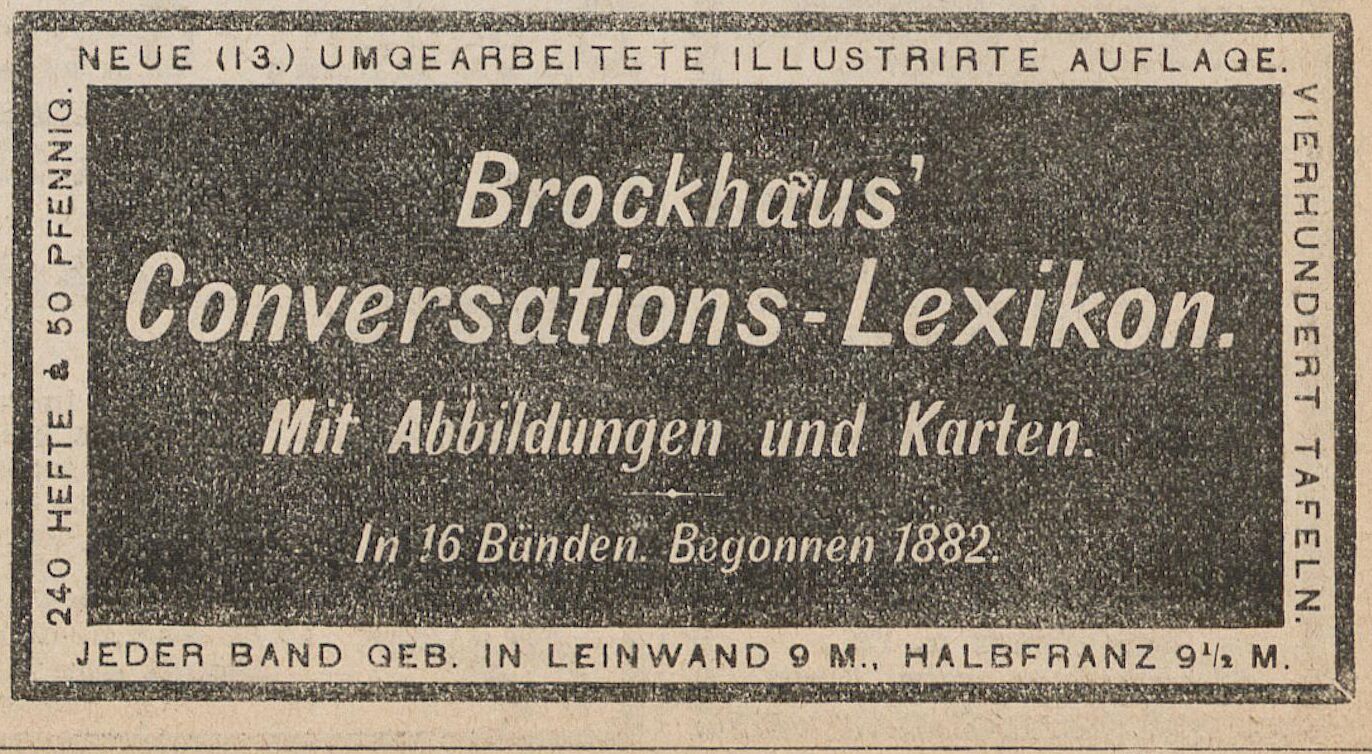 NEUE (13.) UMGEARBEITETE ILLUSTRIRTE AUFLAGE.
240 HEFTE à 50 PFENNIG.
Brockhaus'
Conversations-Lexikon.
Mit Abbildungen und Karten.
In 16 Bänden. Begonnen 1882.
VIERHUNDERT TAFELN.
JEDER BAND GEB. IN LEINWAND 9 M., HALBFRANZ 9½ M.